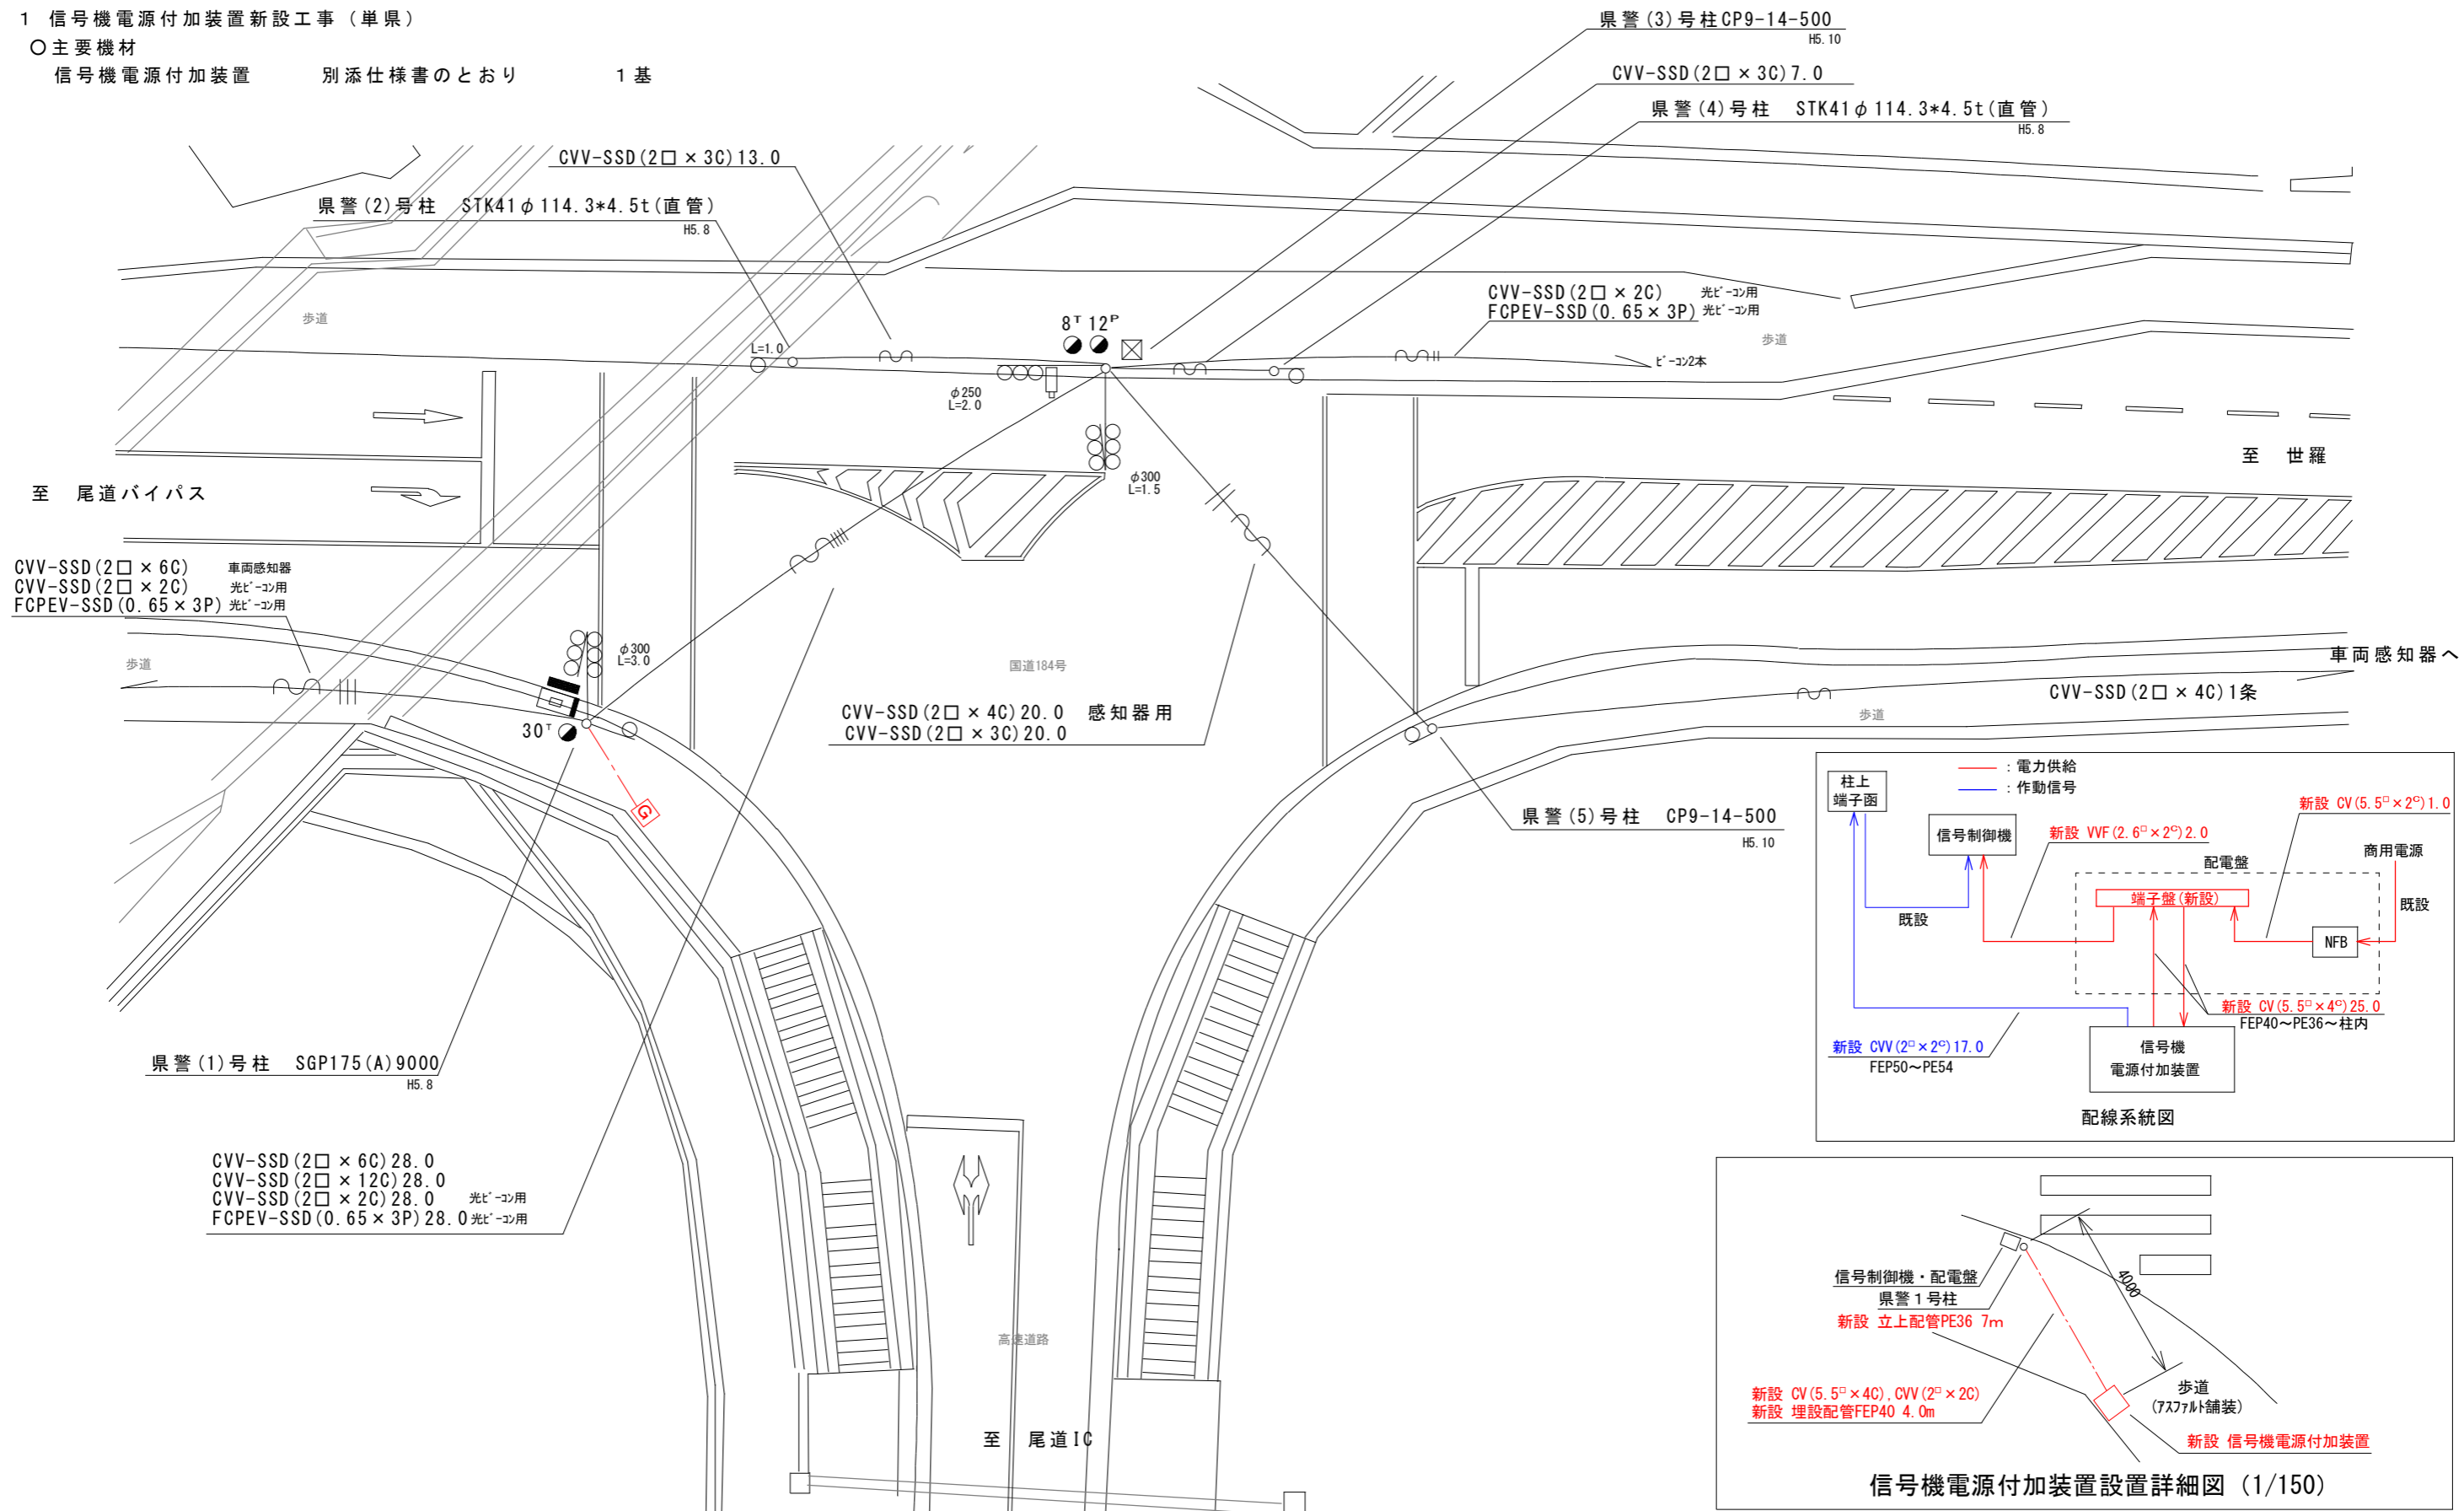 1 信号機電源付加装置新設工事（単県）
〇主要機材
信号機電源付加装置 別添仕様書のとおり 1基
県警(3)号柱CP9-14-500
H5.10
CVV-SSD(2□×3C)7.0
県警(4)号柱 STK41φ114.3*4.5t(直管)
H5.8
CVV-SSD(2□×3C)13.0
県警(2)号柱 STK41φ114.3*4.5t(直管)
H5.8
CVV-SSD(2□×2C) 光ビーコン用
FCPEV-SSD(0.65×3P) 光ビーコン用
歩道
8T 12P
歩道
L=1.0
ビーコン2本
φ250
L=2.0
至 世羅
φ300
L=1.5
至 尾道バイパス
CVV-SSD(2□×6C) 車両感知器
CVV-SSD(2□×2C) 光ビーコン用
FCPEV-SSD(0.65×3P) 光ビーコン用
歩道
φ300
L=3.0
国道184号
車両感知器へ
CVV-SSD(2□×4C)1条
歩道
CVV-SSD(2□×4C)20.0 感知器用
CVV-SSD(2□×3C)20.0
30T
G
県警(5)号柱 CP9-14-500
H5.10
県警(1)号柱 SGP175(A)9000
H5.8
CVV-SSD(2□×6C)28.0
CVV-SSD(2□×12C)28.0
CVV-SSD(2□×2C)28.0 光ビーコン用
FCPEV-SSD(0.65×3P)28.0 光ビーコン用
高速道路
至 尾道IC
：電力供給
：作動信号
柱上
端子函
信号制御機
新設 CV(5.5□×2C)1.0
新設 VVF(2.6□×2C)2.0
配電盤
商用電源
端子盤(新設)
既設
既設
NFB
新設 CV(5.5□×4C)25.0
FEP40～PE36～柱内
新設 CVV(2□×2C)17.0
FEP50～PE54
信号機
電源付加装置
配線系統図
信号制御機・配電盤
県警1号柱
新設 立上配管PE36 7m
4000
新設 CV(5.5□×4C),CVV(2□×2C)
新設 埋設配管FEP40 4.0m
歩道
(アスファルト舗装)
新設 信号機電源付加装置
信号機電源付加装置設置詳細図（1/150）